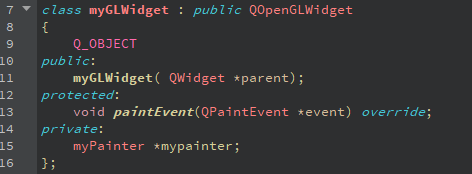 7 class myGLWidget : public QOpenGLWidget
8 {
9     Q_OBJECT
10 public:
11     myGLWidget( QWidget *parent);
12 protected:
13     void paintEvent(QPaintEvent *event) override;
14 private:
15     myPainter *mypainter;
16 };